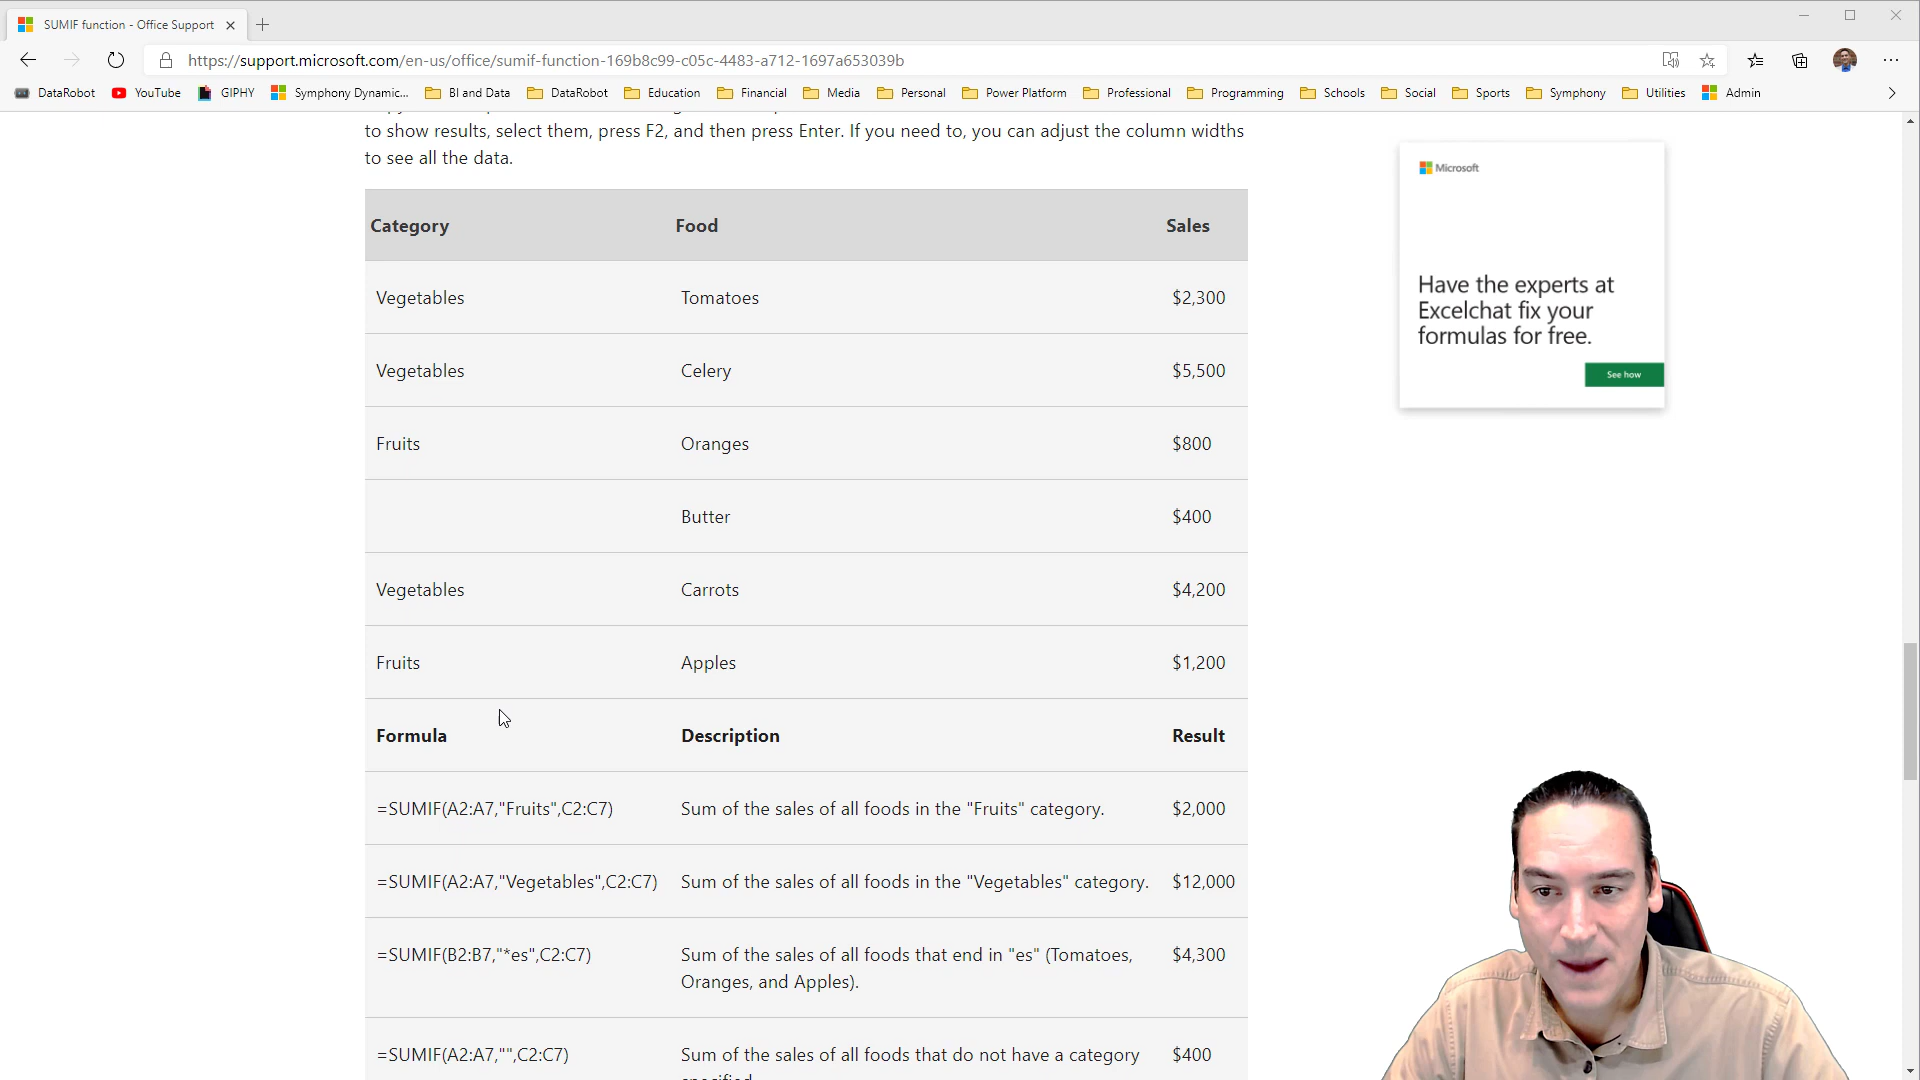 SUMIF function - Office Support
https://support.microsoft.com/en-us/office/sumif-function-169b8c99-c05c-4483-a712-1697a653039b
DataRobot YouTube GIPHY Symphony Dynamic... BI and Data DataRobot Education Financial Media Personal Power Platform Professional Programming Schools Social Sports Symphony Utilities Admin
to show results, select them, press F2, and then press Enter. If you need to, you can adjust the column widths
to see all the data.
Category Food Sales
Vegetables Tomatoes $2,300
Vegetables Celery $5,500
Fruits Oranges $800
Butter $400
Vegetables Carrots $4,200
Fruits Apples $1,200
Formula Description Result
=SUMIF(A2:A7,"Fruits",C2:C7) Sum of the sales of all foods in the "Fruits" category. $2,000
=SUMIF(A2:A7,"Vegetables",C2:C7) Sum of the sales of all foods in the "Vegetables" category. $12,000
=SUMIF(B2:B7,"*es",C2:C7) Sum of the sales of all foods that end in "es" (Tomatoes, $4,300
Oranges, and Apples).
=SUMIF(A2:A7,"",C2:C7) Sum of the sales of all foods that do not have a category $400
Microsoft
Have the experts at
Excelchat fix your
formulas for free.
See how